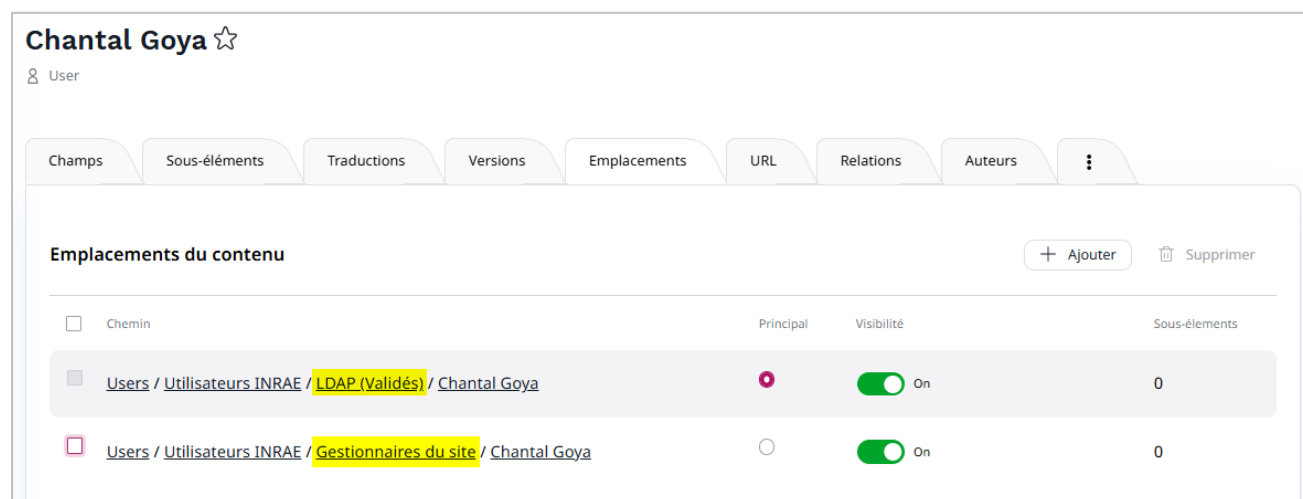 Chantal Goya
User
Champs Sous-éléments Traductions Versions Emplacements URL Relations Auteurs
Emplacements du contenu + Ajouter Supprimer
Chemin Principal Visibilité Sous-élements
Users / Utilisateurs INRAE / LDAP (Validés) / Chantal Goya On 0
Users / Utilisateurs INRAE / Gestionnaires du site / Chantal Goya On 0